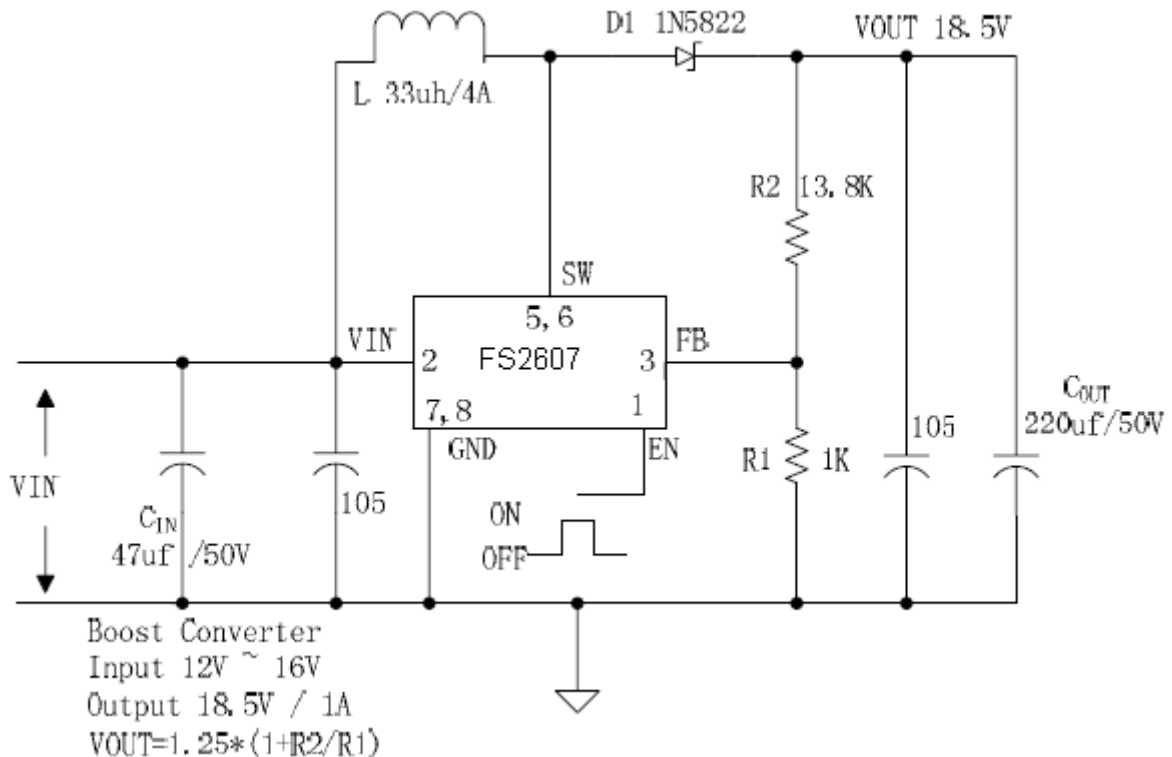 D1 1N5822
VOUT 18.5V
L 33uh/4A
R2 13.8K
SW
5,6
VIN
FB
2
FS2607
3
7,8
1
GND
EN
COUT
220uf/50V
105
R1 1K
105
VIN
CIN
47uf /50V
ON
OFF
Boost Converter
Input 12V ~ 16V
Output 18.5V / 1A
VOUT=1.25*(1+R2/R1)